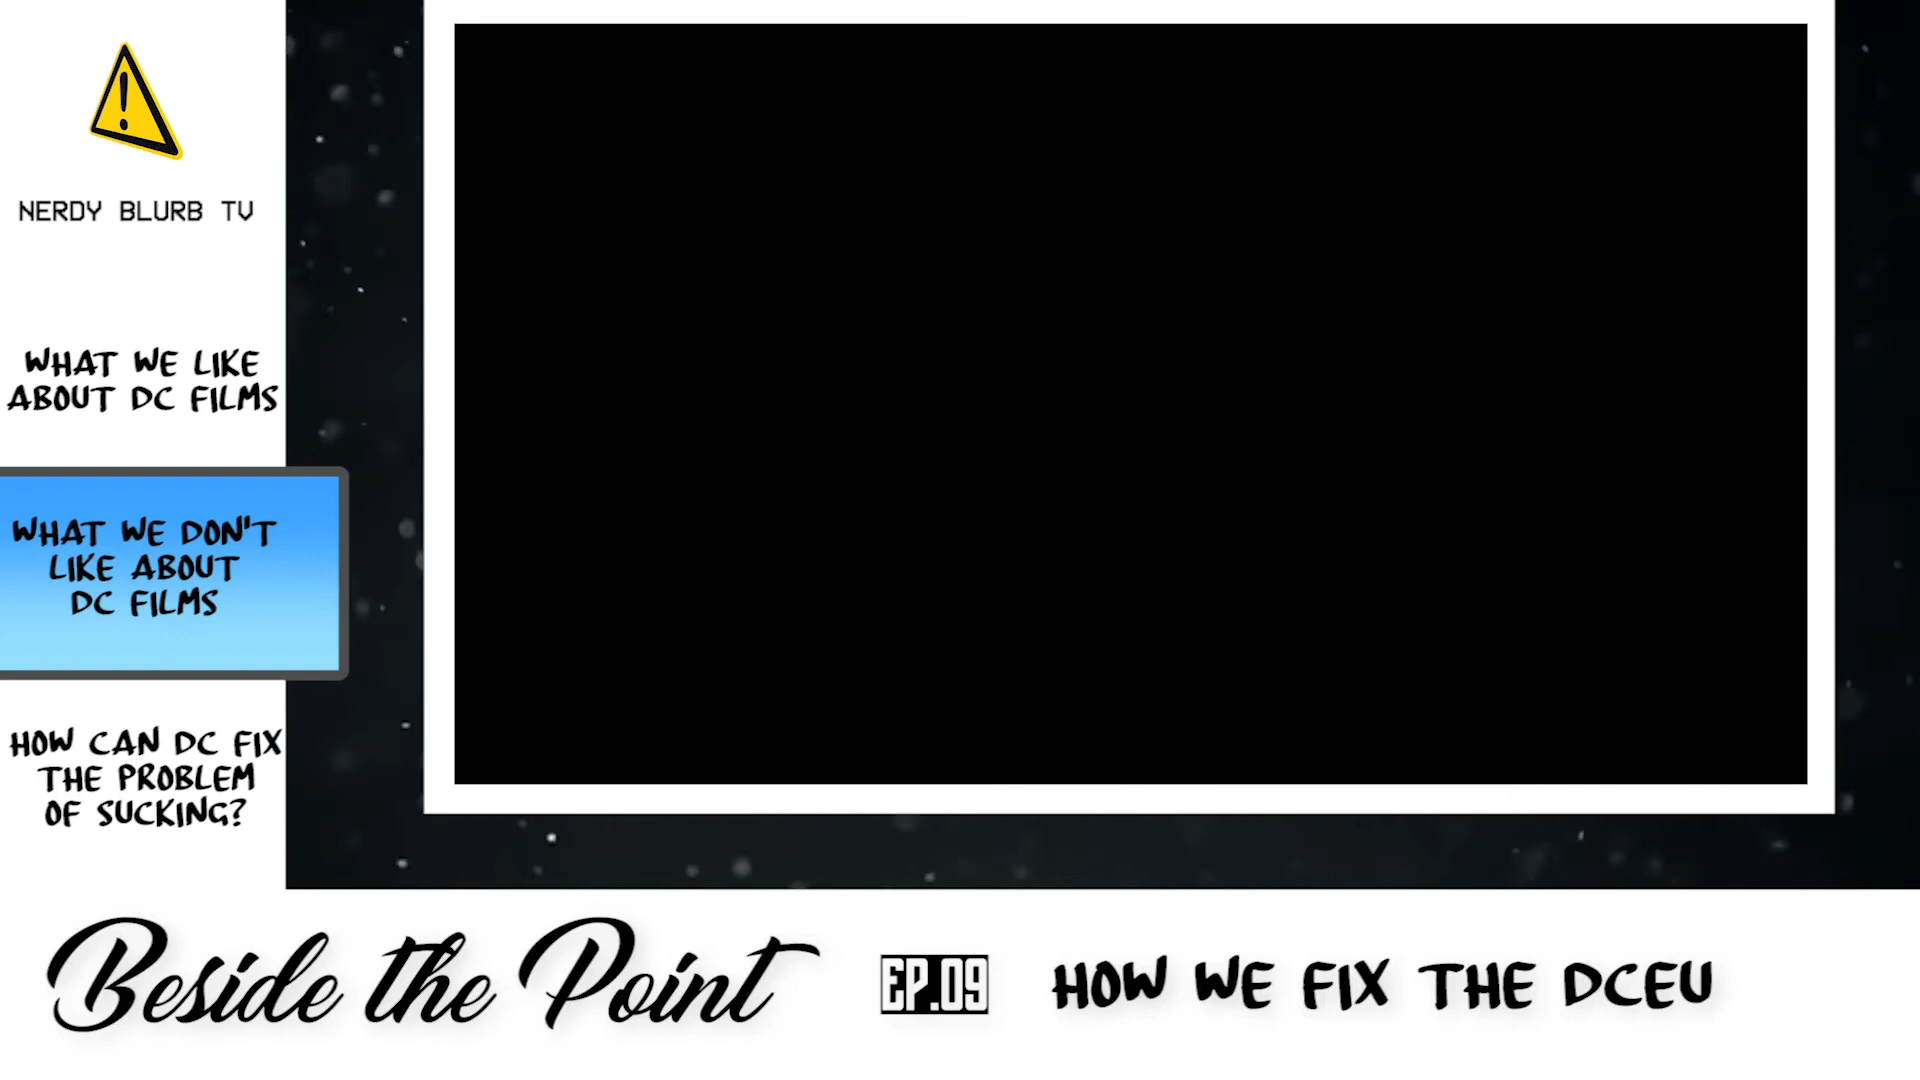 !
NERDY BLURB TV
WHAT WE LIKE
ABOUT DC FILMS
WHAT WE DON'T
LIKE ABOUT
DC FILMS
HOW CAN DC FIX
THE PROBLEM
OF SUCKING?
Beside the Point
EP.09
HOW WE FIX THE DCEU